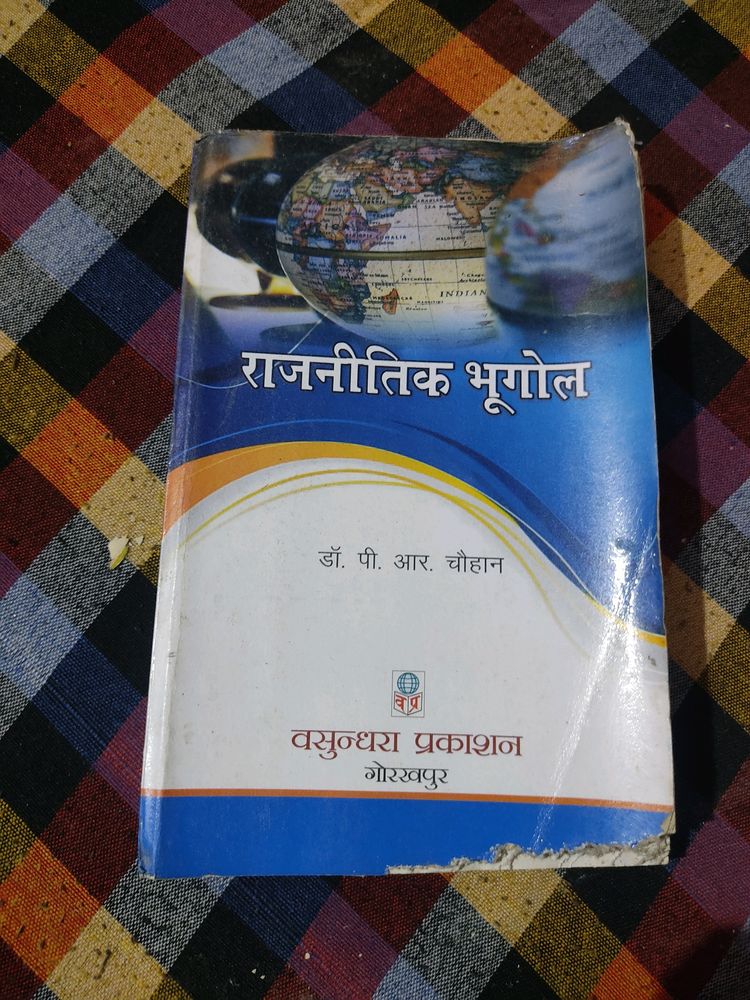 INDIAN
राजनीतिक भूगोल
डॉ. पी. आर. चौहान
व प्र
वसुन्धरा प्रकाशन
गोरखपुर